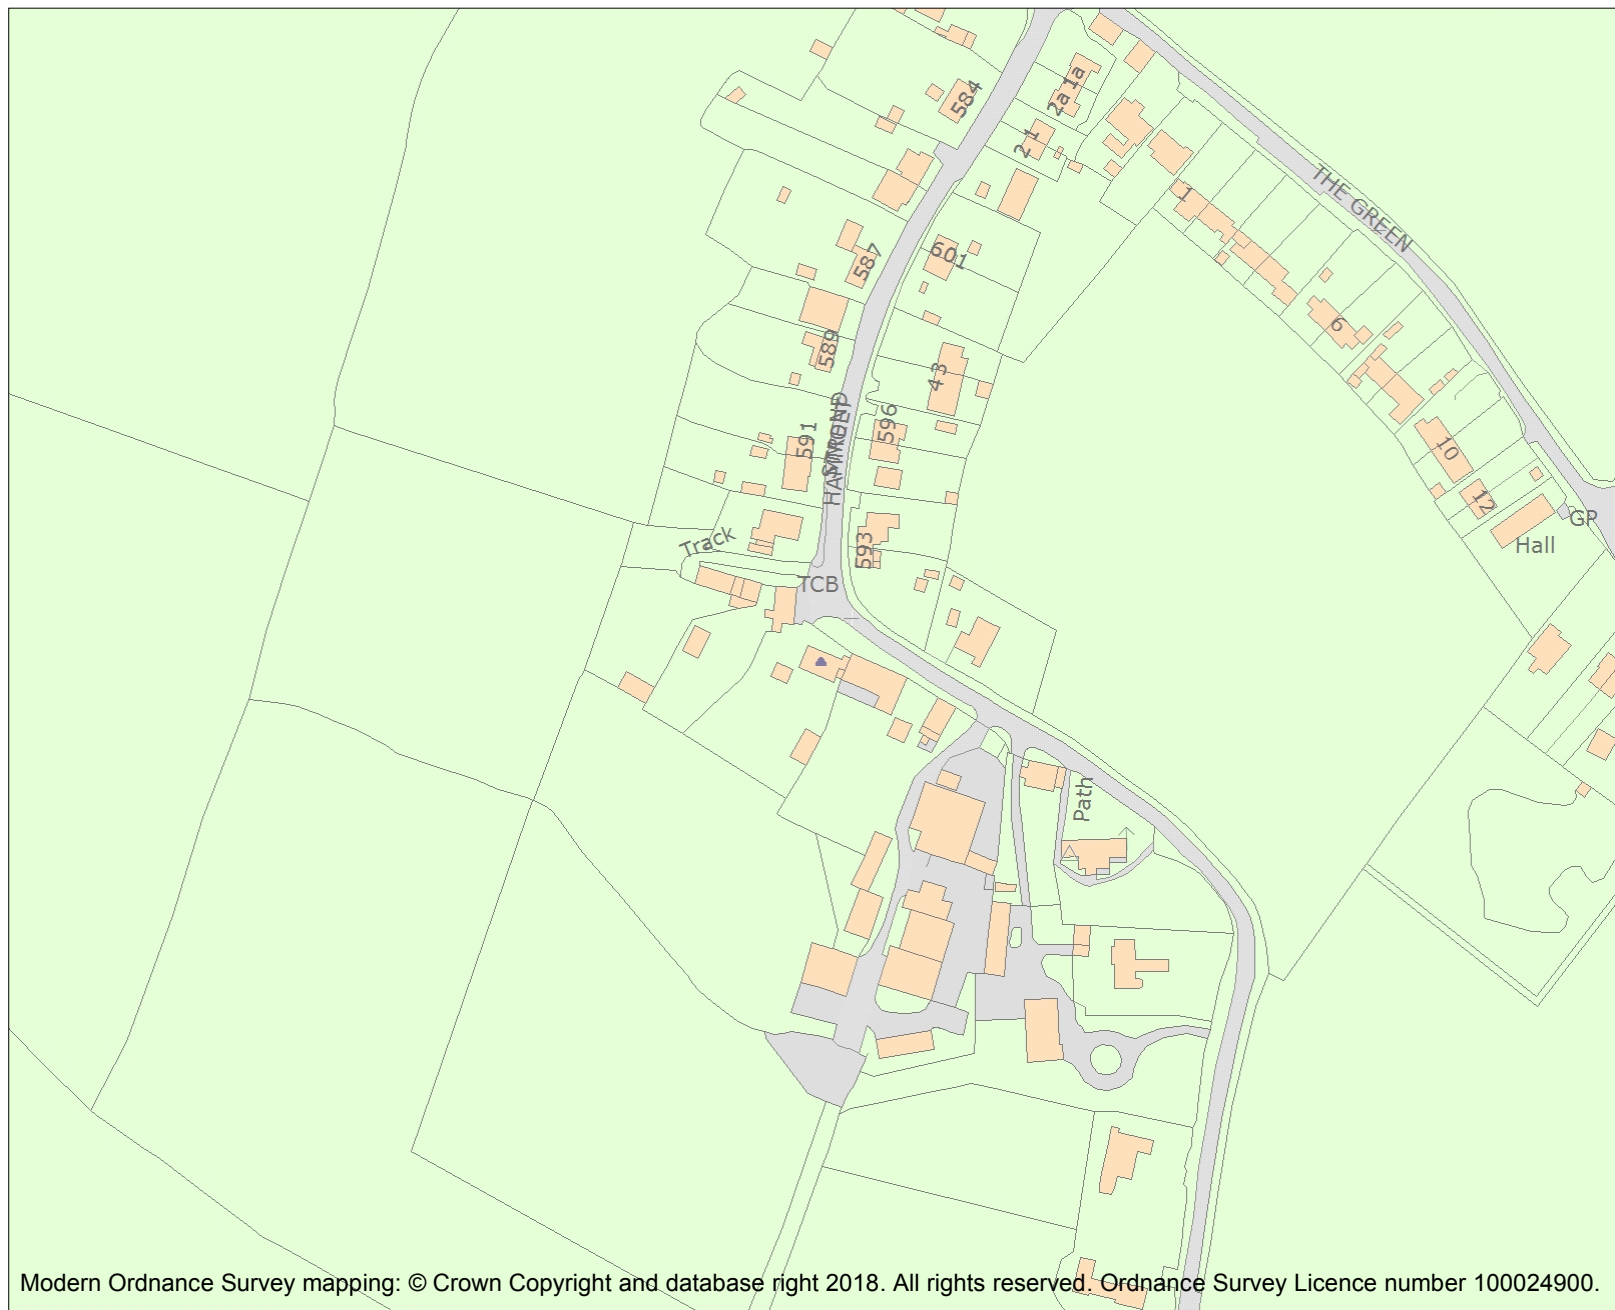 584
2a 1a
2 1
THE GREEN
1
587
601
6
589
4 3
596
591
10
12
GP
Hall
Track
593
TCB
Path
Modern Ordnance Survey mapping: © Crown Copyright and database right 2018. All rights reserved. Ordnance Survey Licence number 100024900.